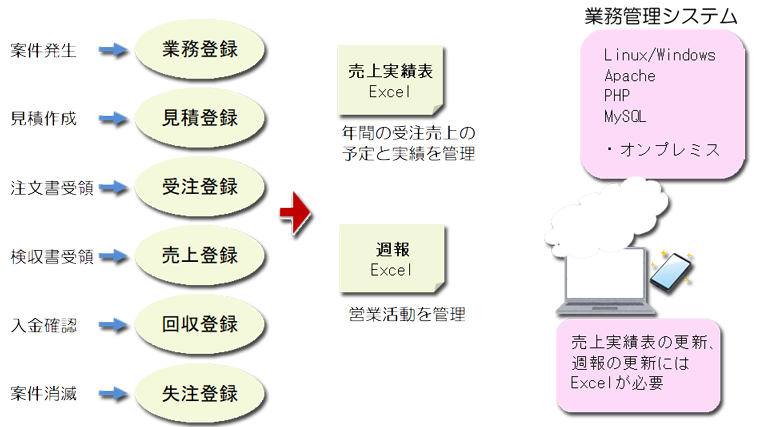 案件発生
業務登録
見積作成
見積登録
注文書受領
受注登録
検収書受領
売上登録
入金確認
回収登録
案件消滅
失注登録
売上実績表
Excel
年間の受注売上の
予定と実績を管理
週報
Excel
営業活動を管理
業務管理システム
Linux/Windows
Apache
PHP
MySQL
・オンプレミス
売上実績表の更新、
週報の更新には
Excelが必要